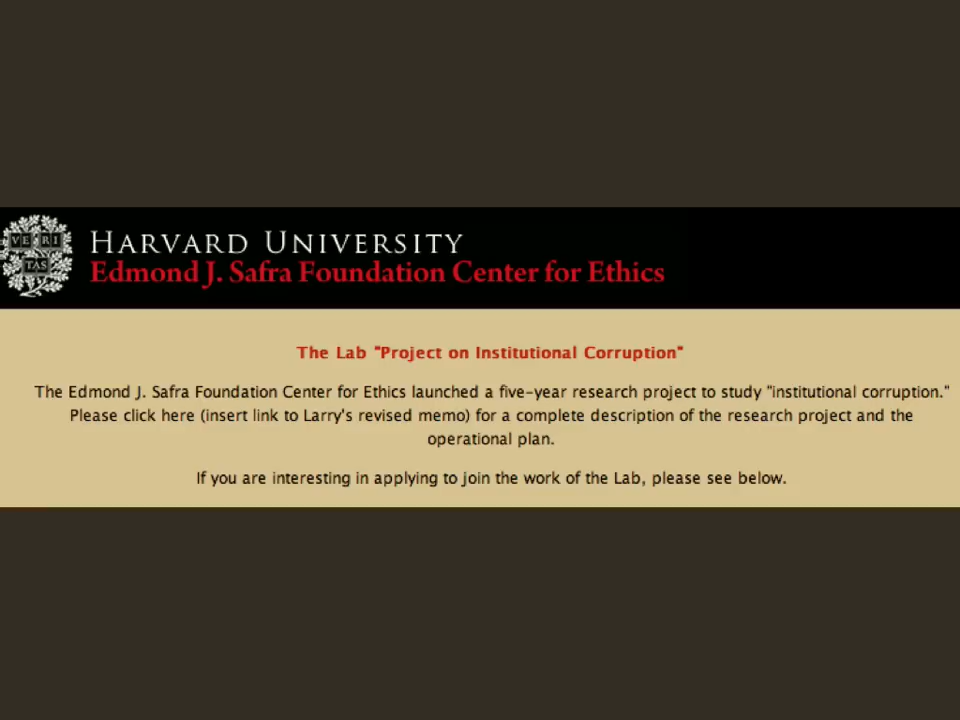 VE RI
TAS
HARVARD UNIVERSITY
Edmond J. Safra Foundation Center for Ethics
The Lab "Project on Institutional Corruption"
The Edmond J. Safra Foundation Center for Ethics launched a five-year research project to study "institutional corruption."
Please click here (insert link to Larry's revised memo) for a complete description of the research project and the
operational plan.
If you are interesting in applying to join the work of the Lab, please see below.